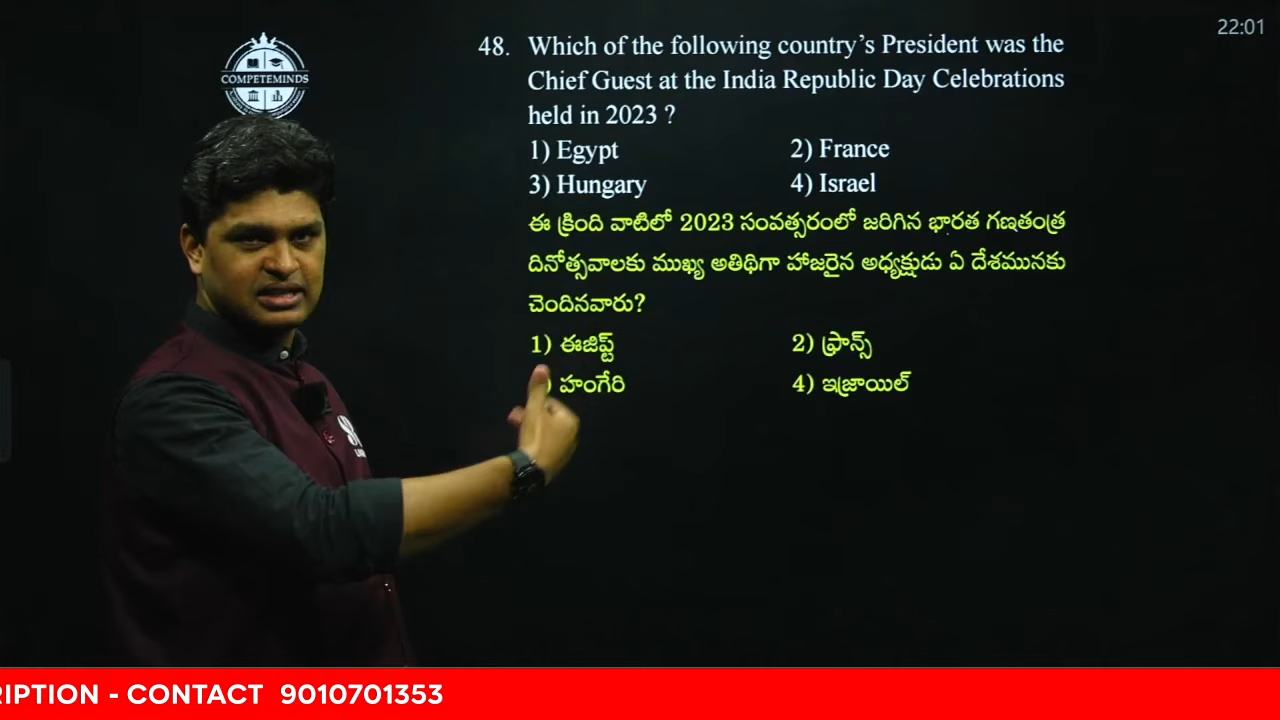 22:01
COMPETEMINDS
48. Which of the following country's President was the
Chief Guest at the India Republic Day Celebrations
held in 2023 ?
1) Egypt 2) France
3) Hungary 4) Israel
ఈ క్రింది వాటిలో 2023 సంవత్సరంలో జరిగిన భారత గణతంత్ర
దినోత్సవాలకు ముఖ్య అతిథిగా హాజరైన అధ్యక్షుడు ఏ దేశమునకు
చెందినవారు?
1) ఈజిప్ట్ 2) ఫ్రాన్స్
) హంగేరి 4) ఇజ్రాయిల్
RIPTION - CONTACT 9010701353